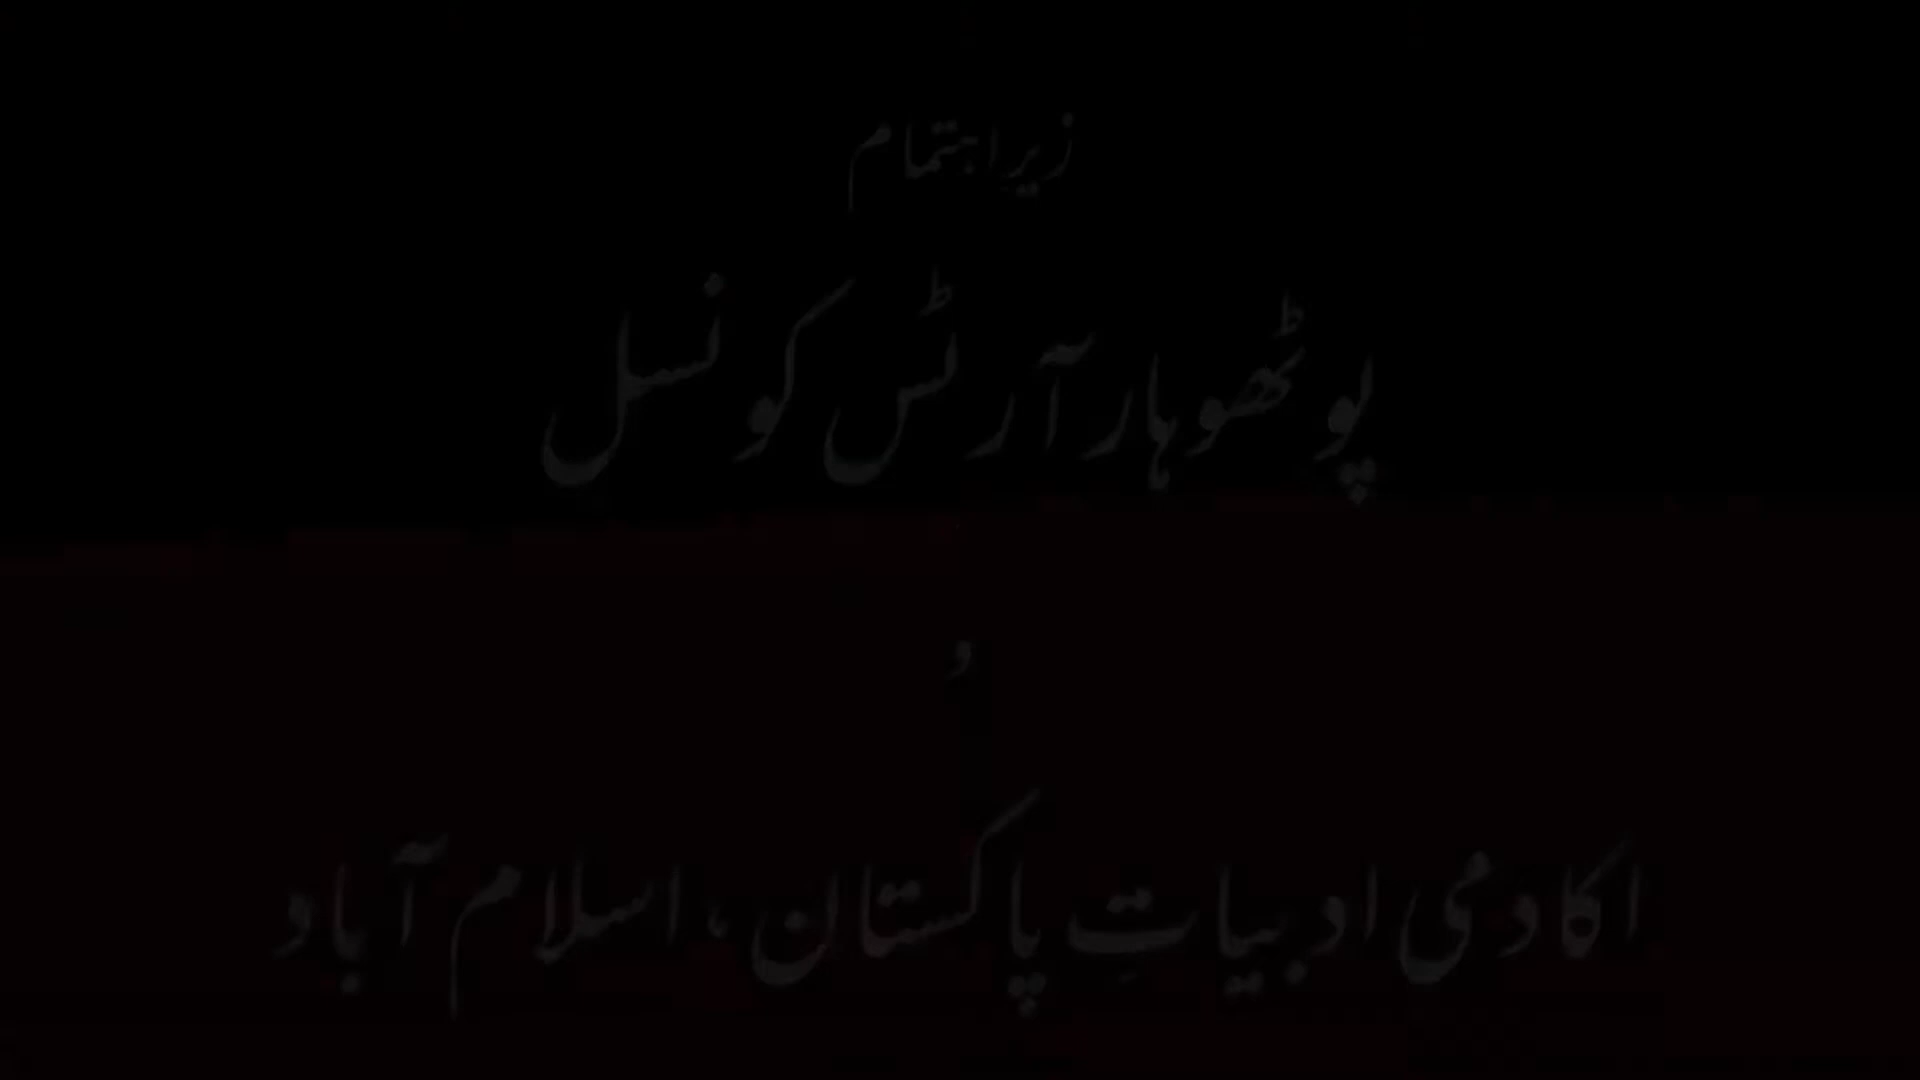 زیرِ اہتمام
پوٹھوہار آرٹس کونسل
و
اکادمی ادبیاتِ پاکستان، اسلام آباد